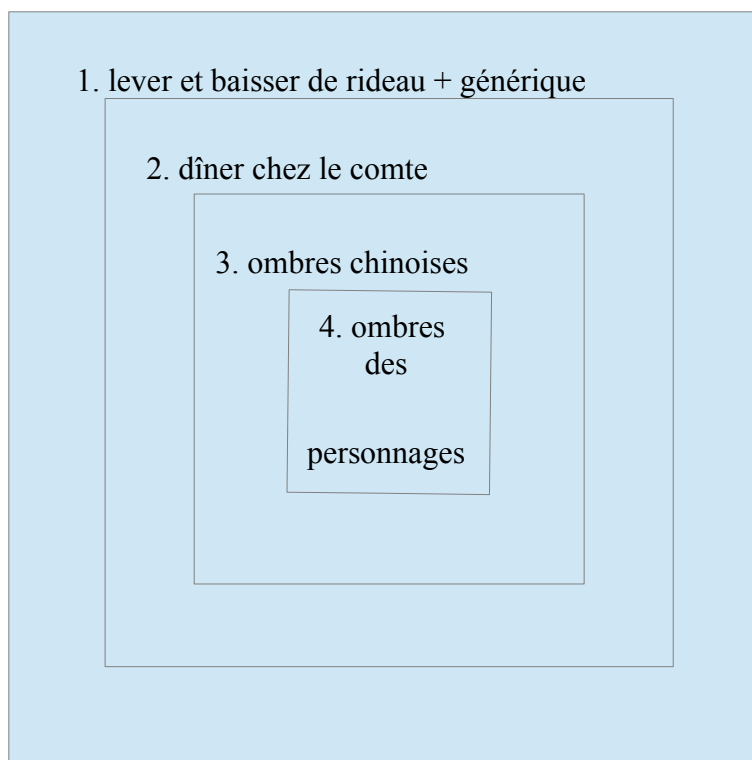 1. lever et baisser de rideau + générique
2. dîner chez le comte
3. ombres chinoises
4. ombres
des
personnages